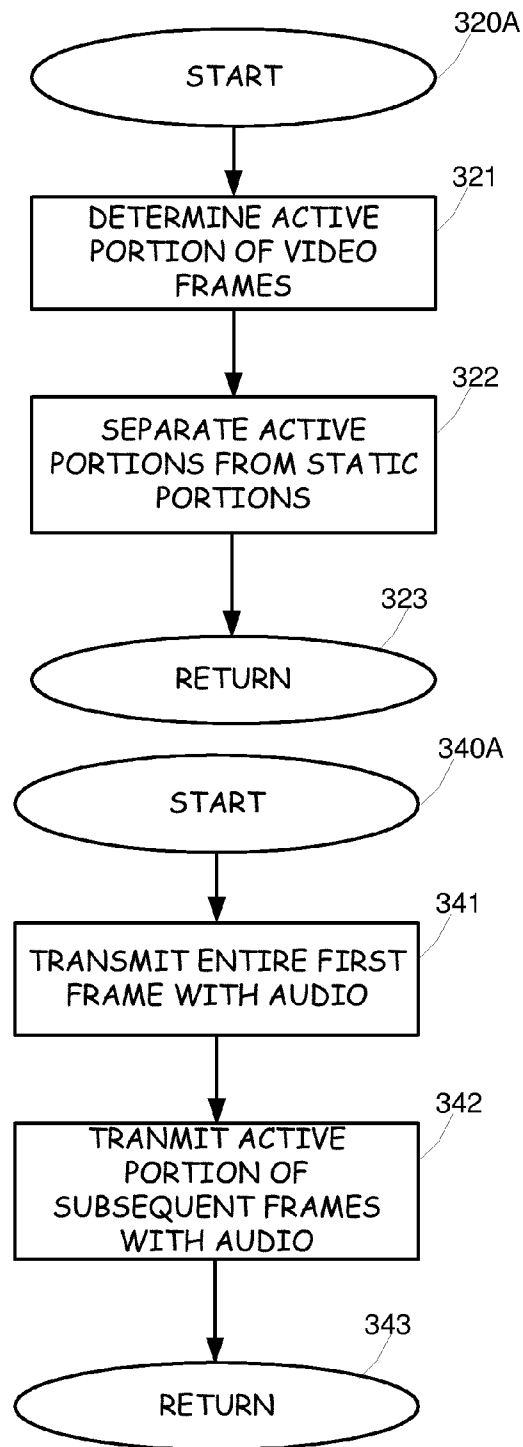 320A
START
321
DETERMINE ACTIVE
PORTION OF VIDEO
FRAMES
322
SEPARATE ACTIVE
PORTIONS FROM STATIC
PORTIONS
323
RETURN
340A
START
341
TRANSMIT ENTIRE FIRST
FRAME WITH AUDIO
342
TRANMIT ACTIVE
PORTION OF
SUBSEQUENT FRAMES
WITH AUDIO
343
RETURN